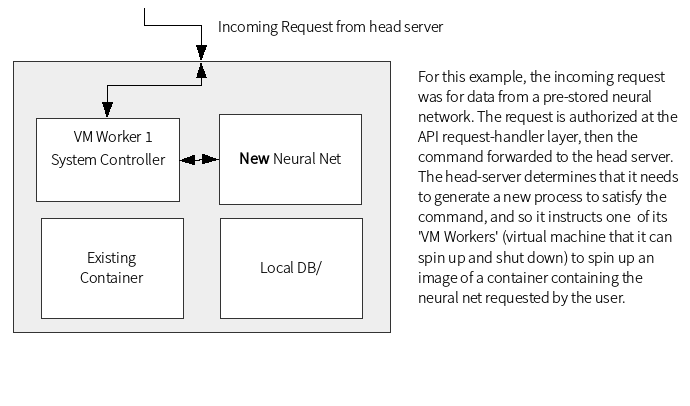 Incoming Request from head server
VM Worker 1
System Controller
New Neural Net
Existing
Container
Local DB/
For this example, the incoming request
was for data from a pre-stored neural
network. The request is authorized at the
API request-handler layer, then the
command forwarded to the head server.
The head-server determines that it needs
to generate a new process to satisfy the
command, and so it instructs one of its
'VM Workers' (virtual machine that it can
spin up and shut down) to spin up an
image of a container containing the
neural net requested by the user.